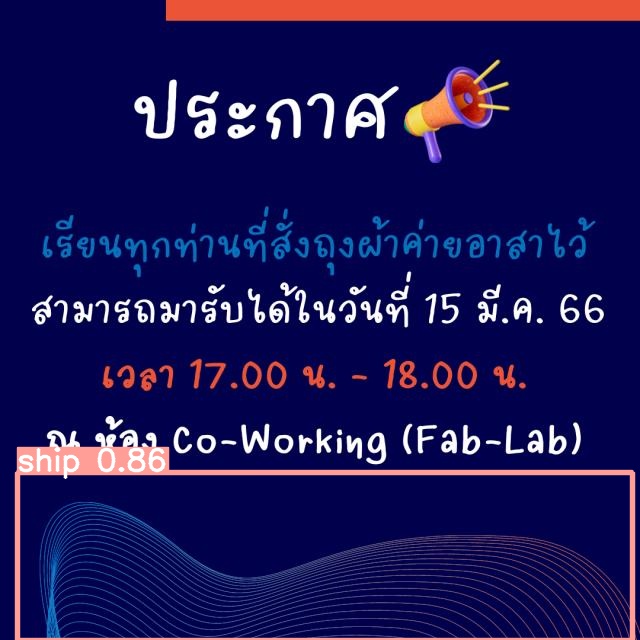 ประกาศ
เรียนทุกท่านที่สั่งถุงผ้าค่ายอาสาไว้
สามารถมารับได้ในวันที่ 15 มี.ค. 66
เวลา 17.00 น. - 18.00 น.
ณ ห้อง Co-Working (Fab-Lab)
ship 0.86